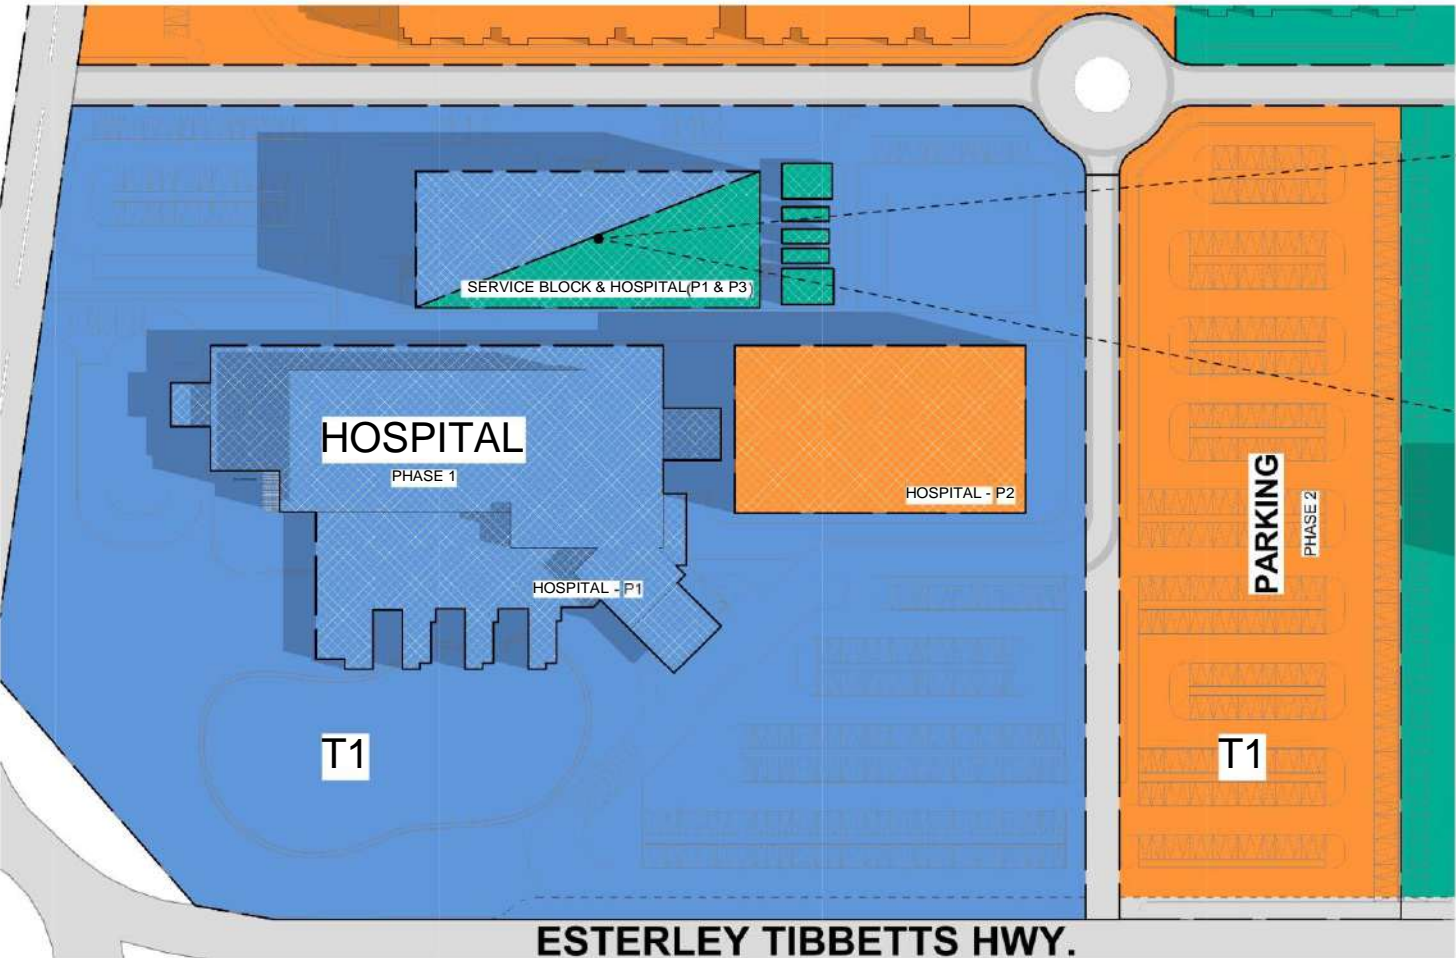 SERVICE BLOCK & HOSPITAL(P1 & P3)
HOSPITAL
PHASE 1
HOSPITAL - P2
HOSPITAL - P1
PARKING
PHASE 2
T1
T1
ESTERLEY TIBBETTS HWY.